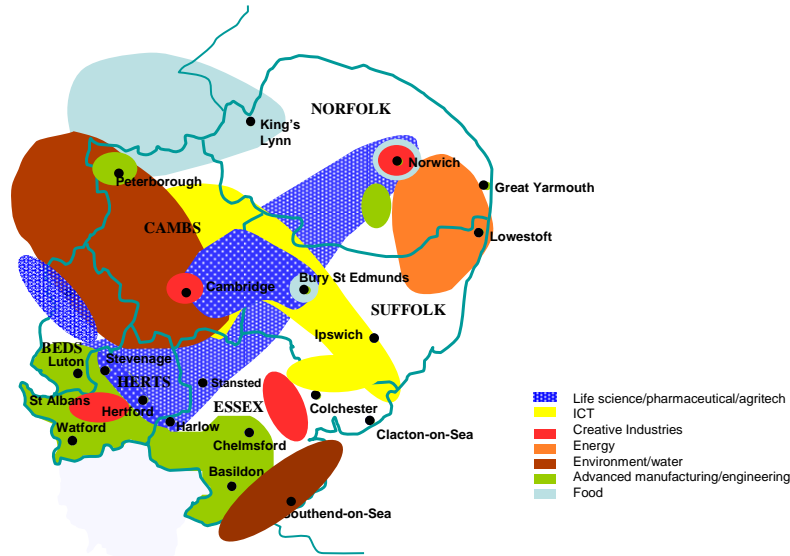 NORFOLK
King's
Lynn
Norwich
Peterborough
Great Yarmouth
CAMBS
Lowestoft
Bury St Edmunds
Cambridge
SUFFOLK
Ipswich
BEDS
Stevenage
Luton
HERTS
Stansted
St Albans
ESSEX
Hertford
Colchester
Harlow
Clacton-on-Sea
Watford
Chelmsford
Basildon
Southend-on-Sea
Life science/pharmaceutical/agritech
ICT
Creative Industries
Energy
Environment/water
Advanced manufacturing/engineering
Food